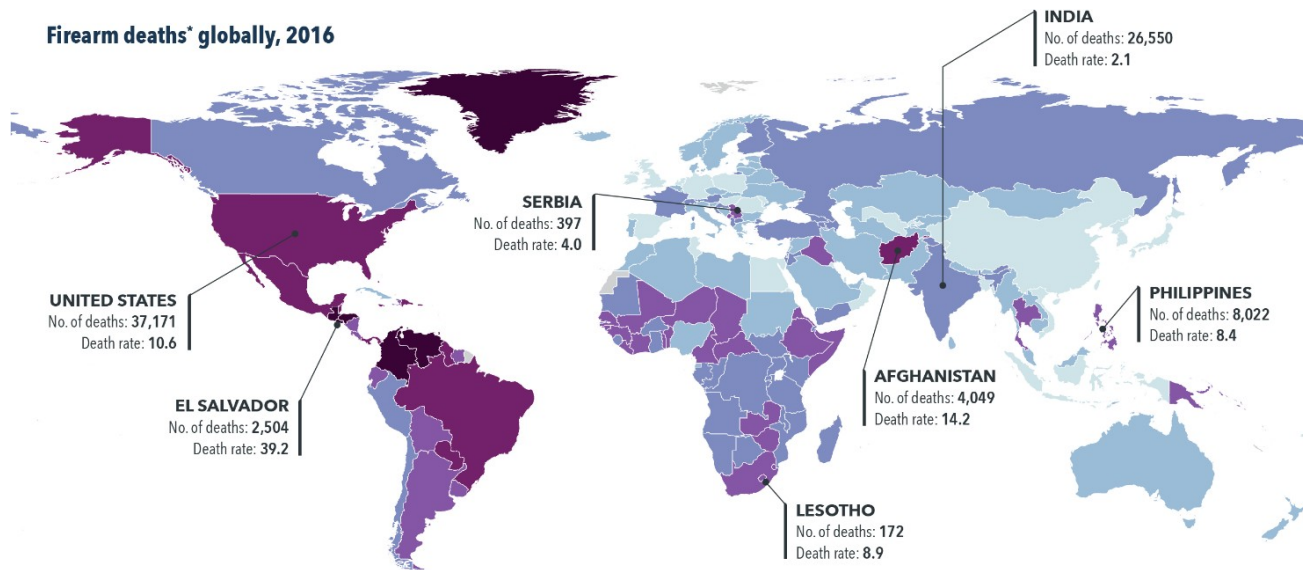 Firearm deaths* globally, 2016
INDIA
No. of deaths: 26,550
Death rate: 2.1
SERBIA
No. of deaths: 397
Death rate: 4.0
UNITED STATES
No. of deaths: 37,171
Death rate: 10.6
PHILIPPINES
No. of deaths: 8,022
Death rate: 8.4
EL SALVADOR
No. of deaths: 2,504
Death rate: 39.2
AFGHANISTAN
No. of deaths: 4,049
Death rate: 14.2
LESOTHO
No. of deaths: 172
Death rate: 8.9